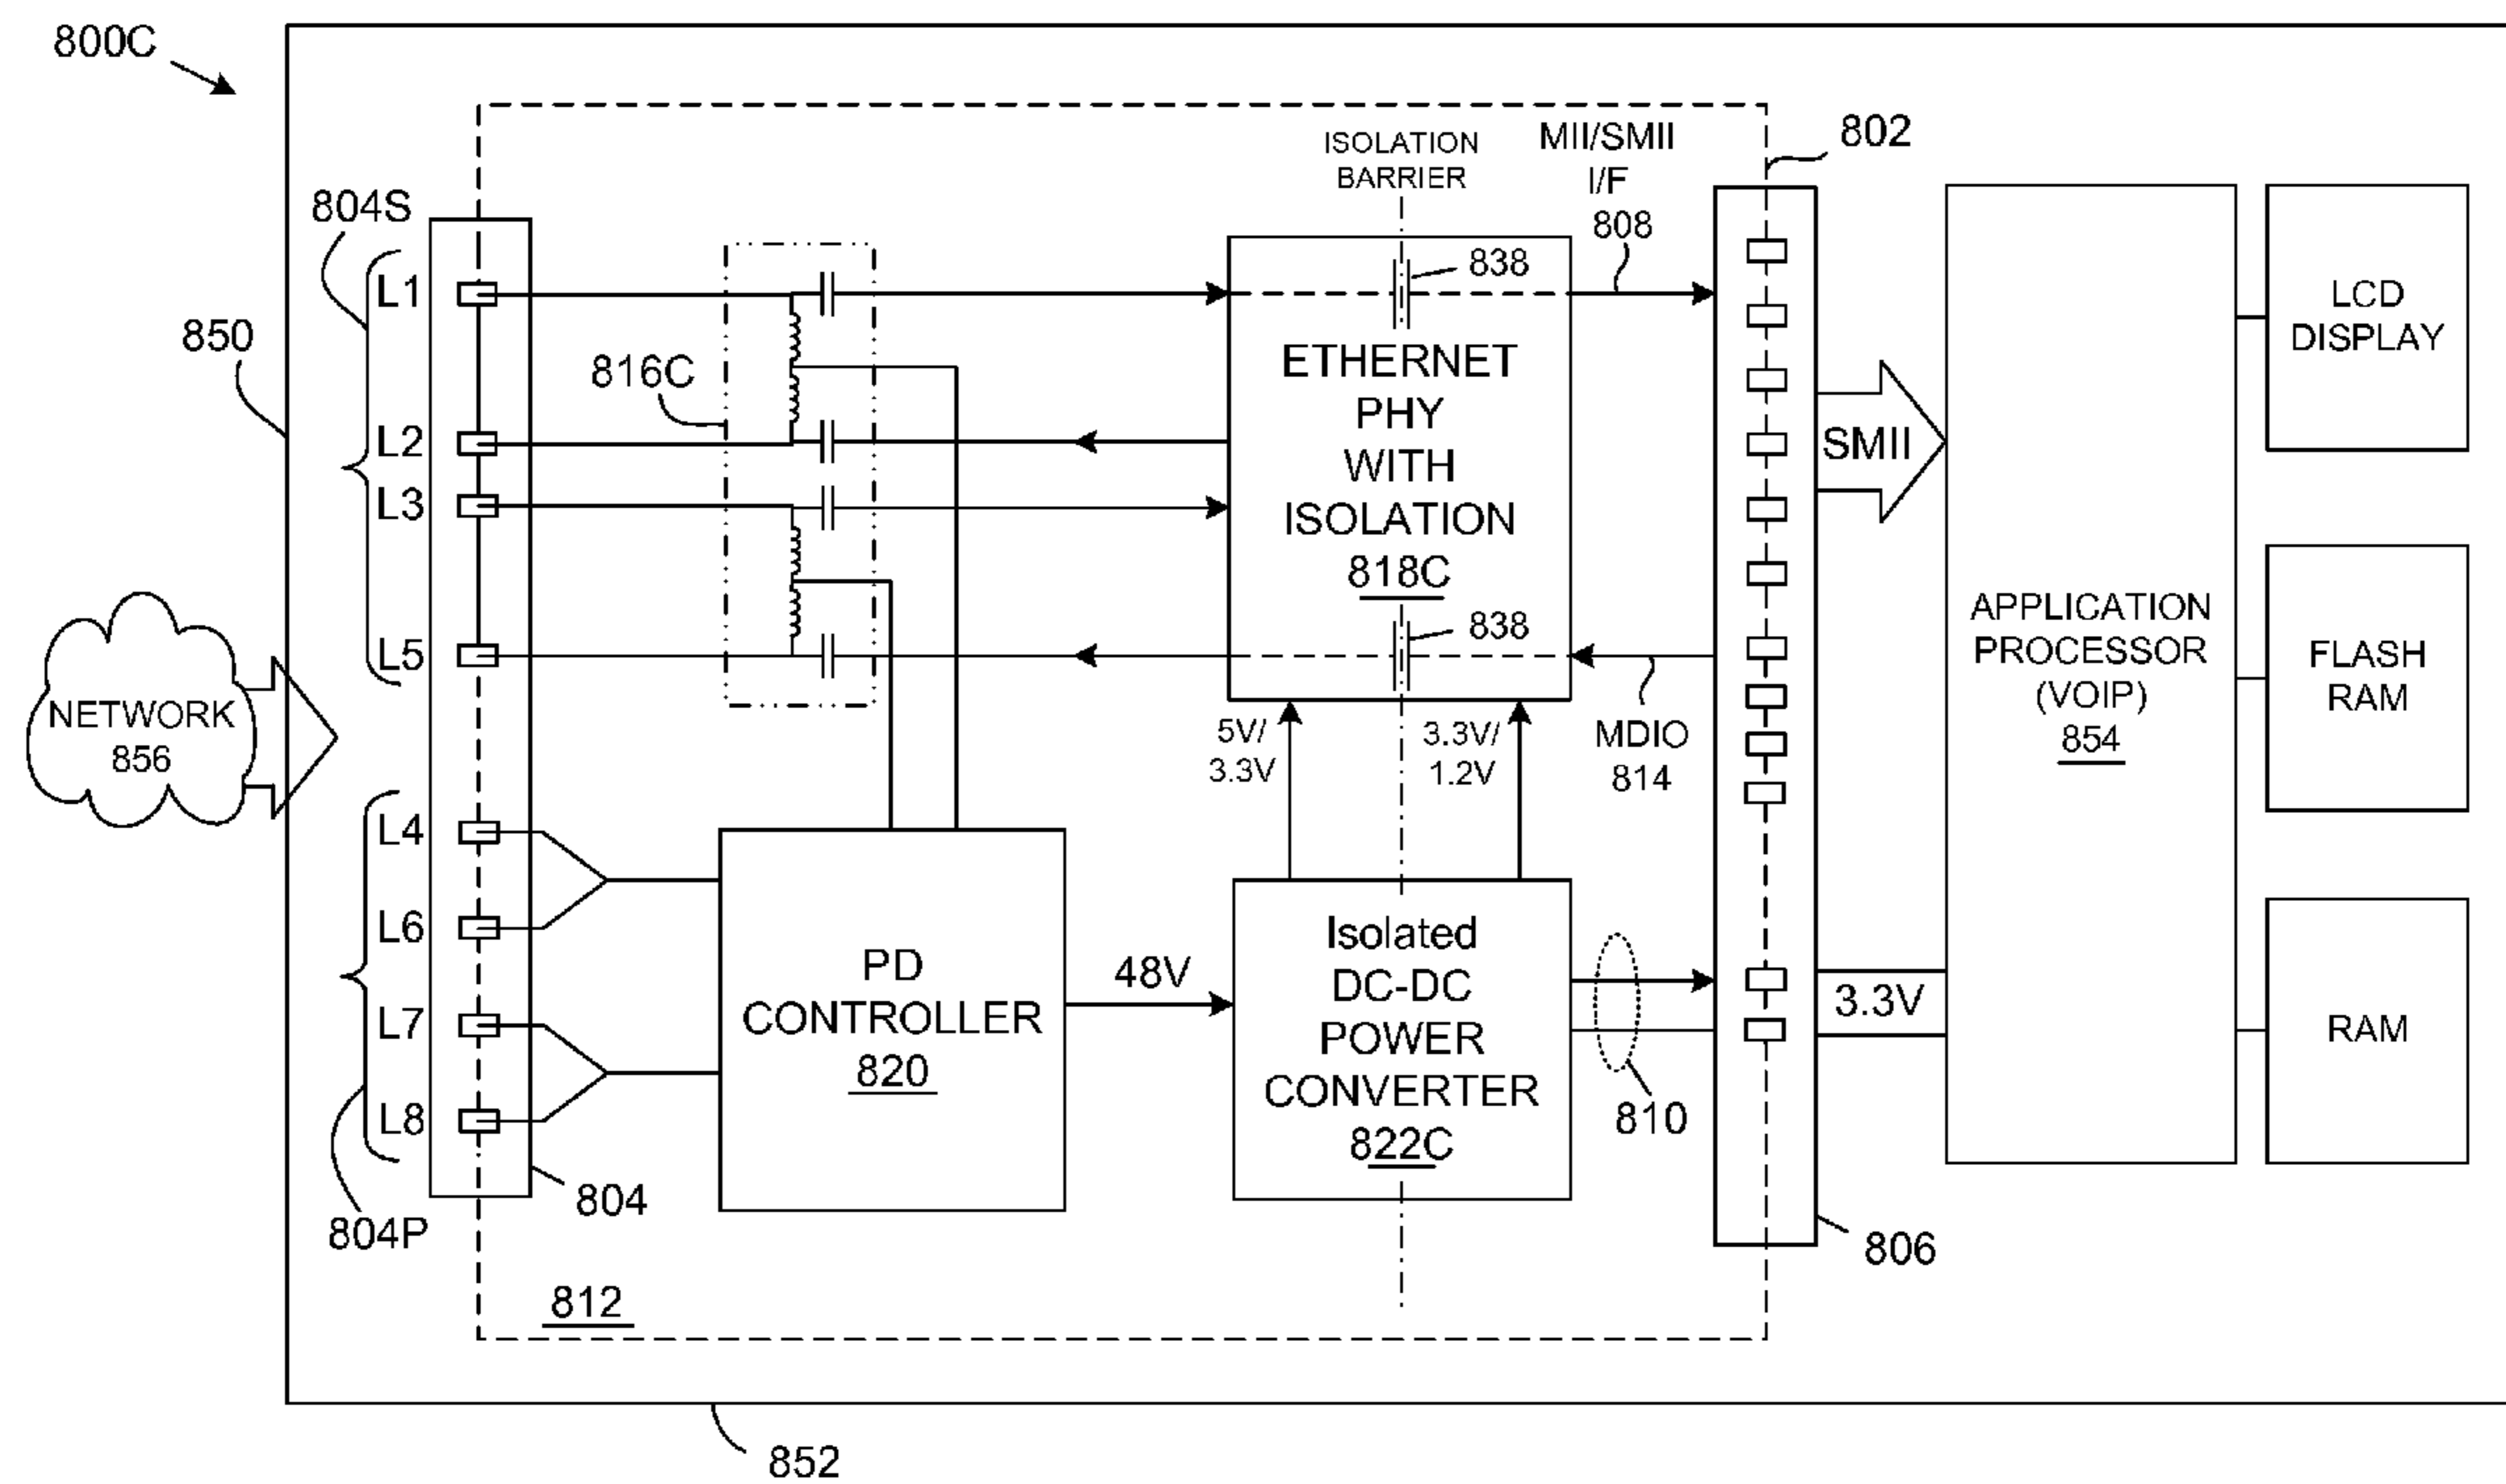 800C
850
804S
L1
L2
L3
L5
816C
ISOLATION
BARRIER
MII/SMII
I/F
808
802
838
ETHERNET
PHY
WITH
ISOLATION
818C
838
SMII
APPLICATION
PROCESSOR
(VOIP)
854
LCD
DISPLAY
FLASH
RAM
RAM
NETWORK
856
5V/
3.3V
3.3V/
1.2V
MDIO
814
L4
L6
L7
L8
804P
804
PD
CONTROLLER
820
48V
Isolated
DC-DC
POWER
CONVERTER
822C
810
3.3V
806
812
852